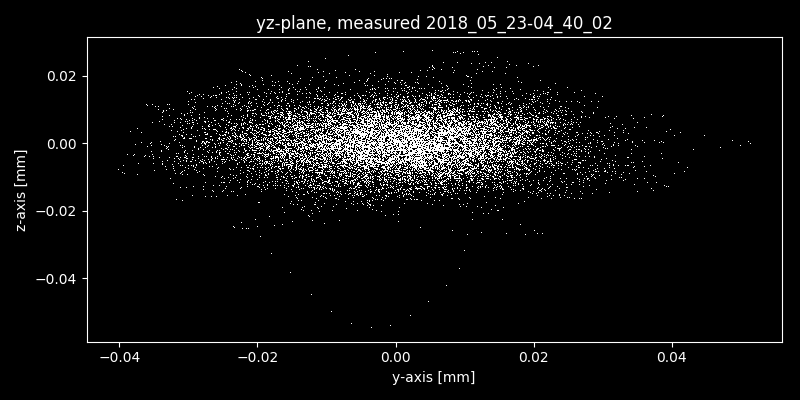 yz-plane, measured 2018_05_23-04_40_02
z-axis [mm]
0.02
0.00
−0.02
−0.04
−0.04 −0.02 0.00 0.02 0.04
y-axis [mm]